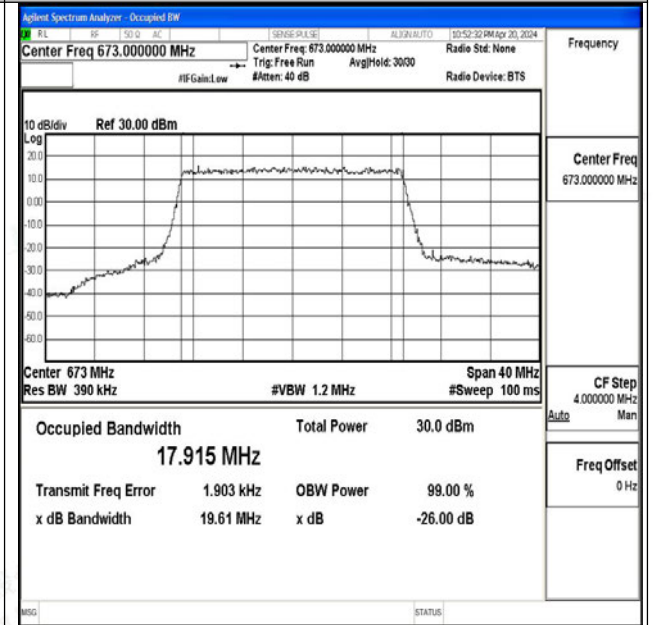 Agilent Spectrum Analyzer - Occupied BW
RL RF 50 Ω AC SENSE:PULSE ALIGN AUTO 10:52:32 PM Apr 20, 2024
Center Freq 673.000000 MHz
Center Freq: 673.000000 MHz
Radio Std: None
Trig: Free Run Avg|Hold: 30/30
#IFGain:Low #Atten: 40 dB Radio Device: BTS
Frequency
10 dB/div Ref 30.00 dBm
Log
20.0
10.0
0.00
-10.0
-20.0
-30.0
-40.0
-50.0
-60.0
Center 673 MHz Span 40 MHz
Res BW 390 kHz #VBW 1.2 MHz #Sweep 100 ms
Occupied Bandwidth Total Power 30.0 dBm
17.915 MHz
Transmit Freq Error 1.903 kHz OBW Power 99.00 %
x dB Bandwidth 19.61 MHz x dB -26.00 dB
Center Freq
673.000000 MHz
CF Step
4.000000 MHz
Auto Man
Freq Offset
0 Hz
MSG STATUS